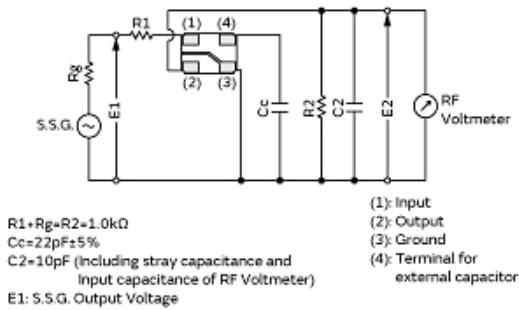 R1
(1)
(4)
Rg
(2)
(3)
S.S.G.
E1
Cc
R2
C2
E2
RF
Voltmeter
R1+Rg=R2=1.0kΩ
Cc=22pF±5%
C2=10pF (Including stray capacitance and
Input capacitance of RF Voltmeter)
E1: S.S.G. Output Voltage
(1): Input
(2): Output
(3): Ground
(4): Terminal for
external capacitor